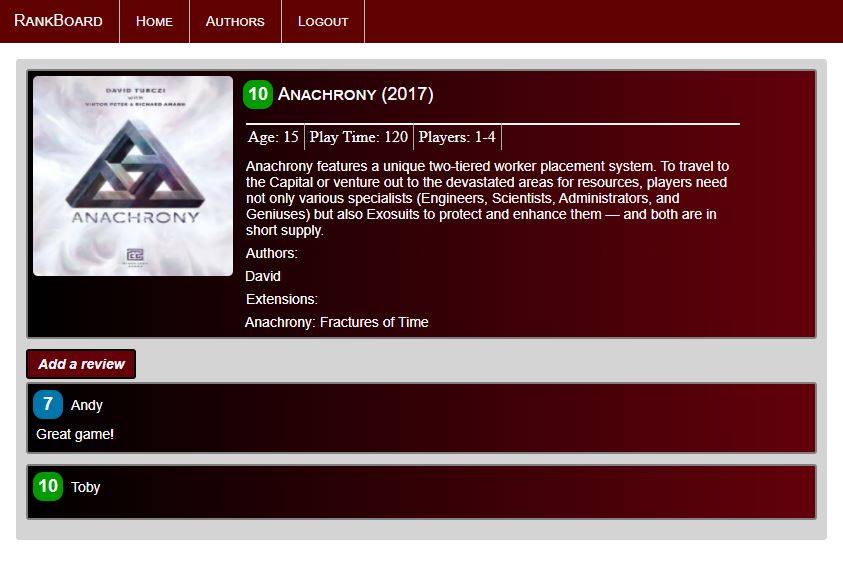 RankBoard Home Authors Logout
DAVID TURCZI
with
VIKTOR PETER & RICHARD AMANN
ANACHRONY
10 Anachrony (2017)
Age: 15 Play Time: 120 Players: 1-4
Anachrony features a unique two-tiered worker placement system. To travel to
the Capital or venture out to the devastated areas for resources, players need
not only various specialists (Engineers, Scientists, Administrators, and
Geniuses) but also Exosuits to protect and enhance them — and both are in
short supply.
Authors:
David
Extensions:
Anachrony: Fractures of Time
Add a review
7 Andy
Great game!
10 Toby